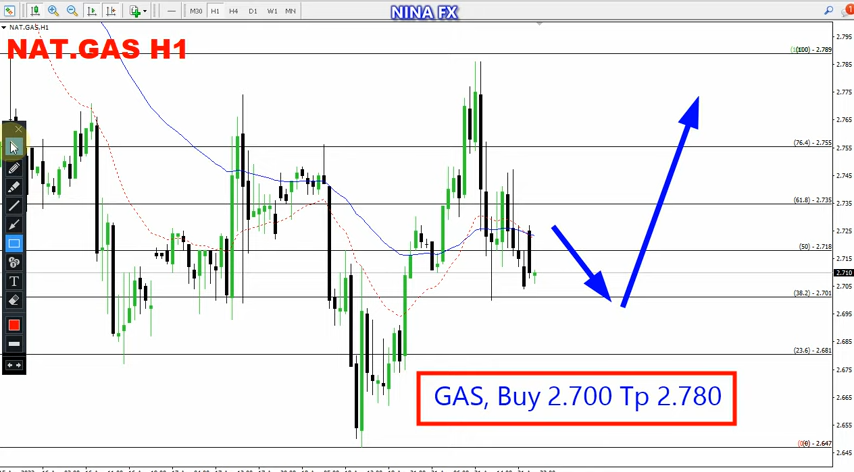 M30 H1 H4 D1 W1 MN
NINA FX
NAT.GAS.H1
NAT.GAS H1
(100) - 2.789
(76.4) - 2.755
(61.8) - 2.735
(50) - 2.718
(38.2) - 2.701
(23.6) - 2.681
(0) - 2.647
2.795
2.785
2.775
2.765
2.755
2.745
2.735
2.725
2.715
2.710
2.705
2.695
2.685
2.675
2.665
2.655
2.645
T
GAS, Buy 2.700 Tp 2.780